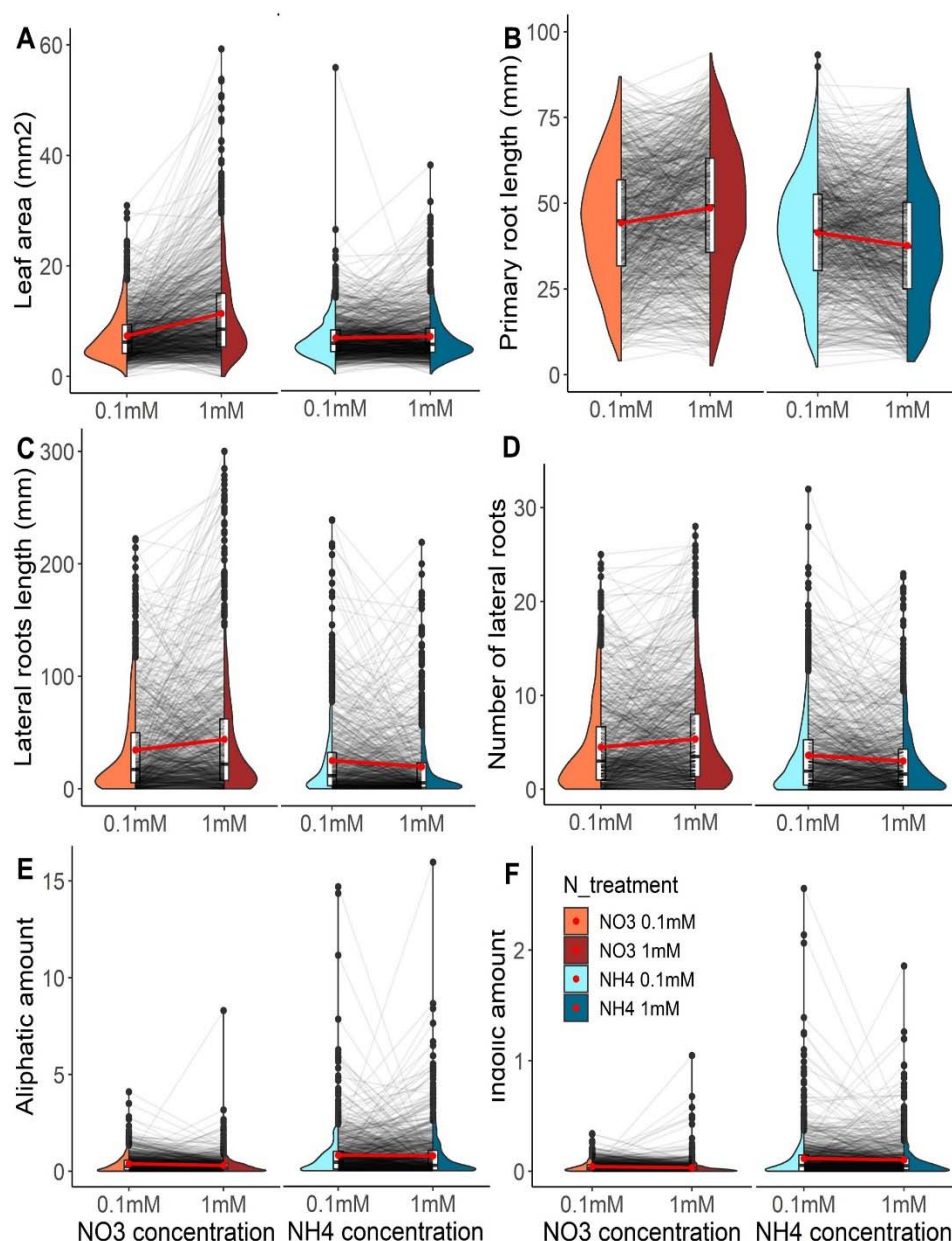 A
Leaf area (mm2)
60
40
20
0
0.1mM 1mM 0.1mM 1mM
B
Primary root length (mm)
100
75
50
25
0
0.1mM 1mM 0.1mM 1mM
C
Lateral roots length (mm)
300
200
100
0
0.1mM 1mM 0.1mM 1mM
D
Number of lateral roots
30
20
10
0
0.1mM 1mM 0.1mM 1mM
E
Aliphatic amount
15
10
5
0
0.1mM 1mM 0.1mM 1mM
NO3 concentration NH4 concentration
F
Indolic amount
2
1
0
N_treatment
NO3 0.1mM
NO3 1mM
NH4 0.1mM
NH4 1mM
0.1mM 1mM 0.1mM 1mM
NO3 concentration NH4 concentration